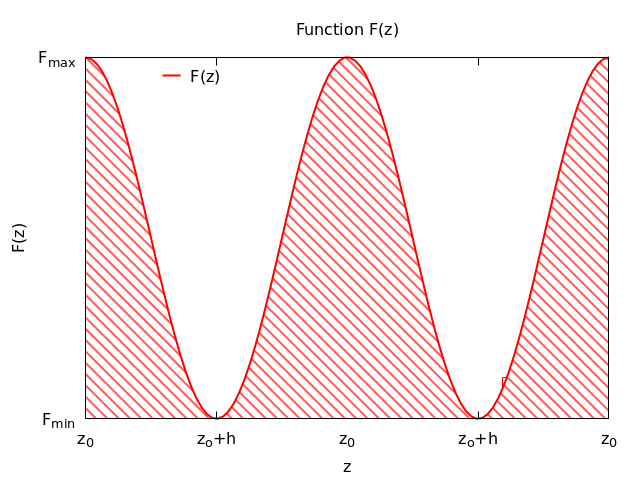 Function F(z)
Fmax
F(z)
F(z)
Fmin
z0 zo+h z0 zo+h z0
z